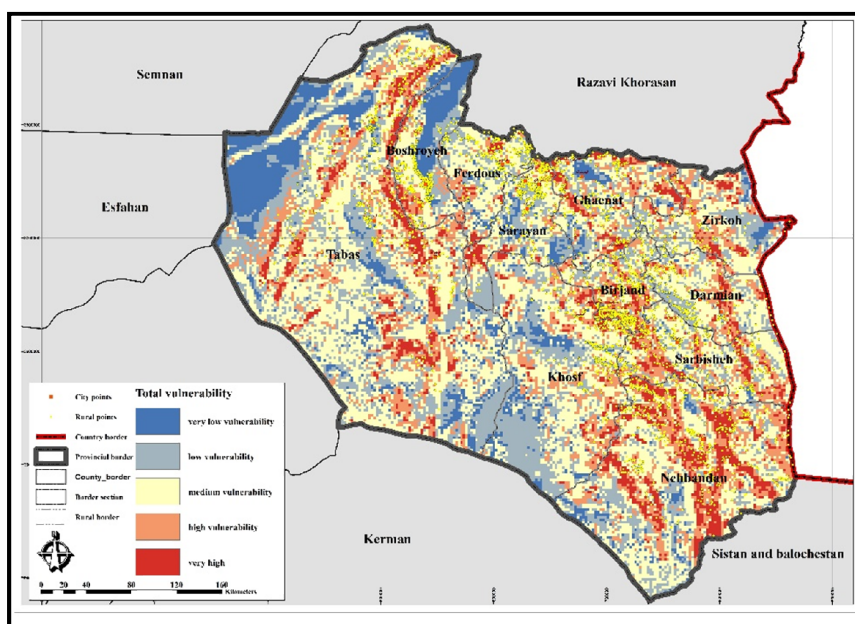 Semnan
Razavi Khorasan
Boshroyeh
Ferdous
Ghaenat
Esfahan
Zirkoh
Sarayan
Tabas
Birjand
Darmian
Sarbisheh
Khosf
Nehbandan
Kerman
Sistan and balochestan
City points
Rural points
Country border
Provincial border
County_border
Border section
Rural border
Total vulnerability
very low vulnerability
low vulnerability
medium vulnerability
high vulnerability
very high
0 20 40 80 120 160
Kilometers